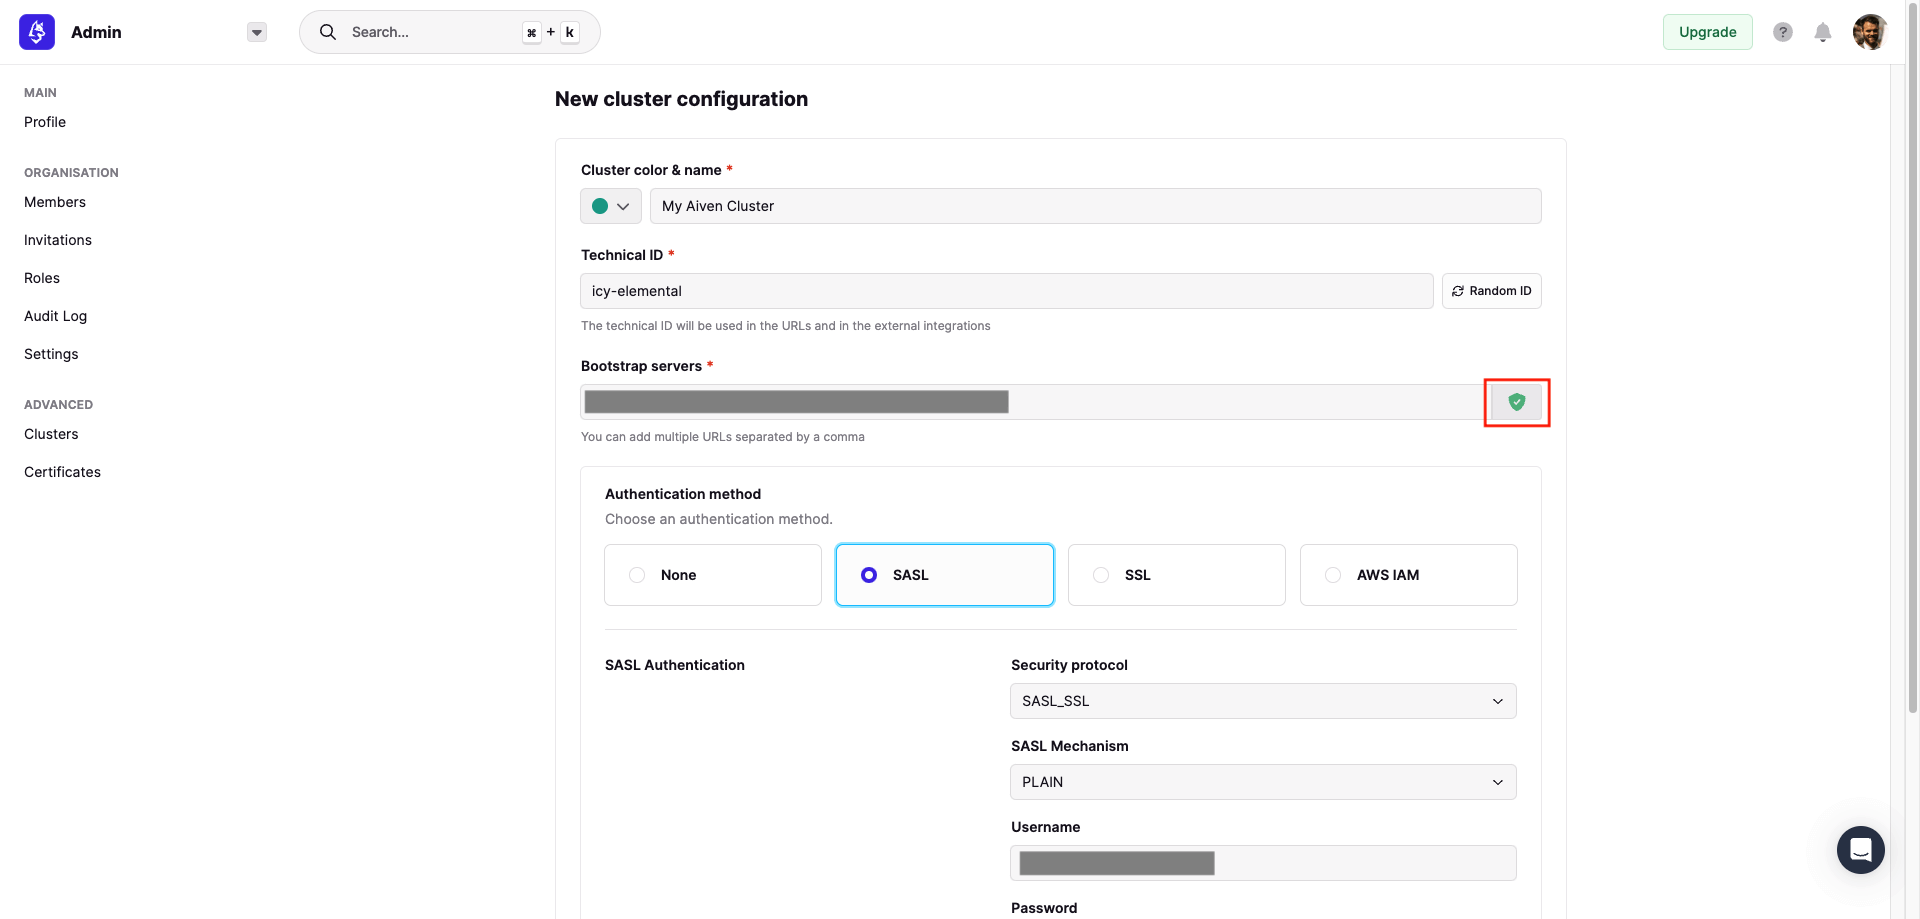 Admin
Search...
⌘ + k
Upgrade
?
MAIN
Profile
ORGANISATION
Members
Invitations
Roles
Audit Log
Settings
ADVANCED
Clusters
Certificates
New cluster configuration
Cluster color & name *
My Aiven Cluster
Technical ID *
icy-elemental
Random ID
The technical ID will be used in the URLs and in the external integrations
Bootstrap servers *
You can add multiple URLs separated by a comma
Authentication method
Choose an authentication method.
None
SASL
SSL
AWS IAM
SASL Authentication
Security protocol
SASL_SSL
SASL Mechanism
PLAIN
Username
Password